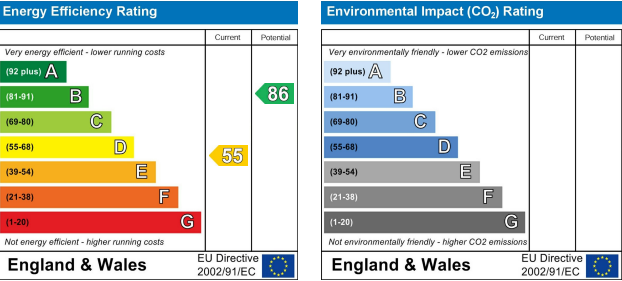 Energy Efficiency Rating
Current Potential
Very energy efficient - lower running costs
(92 plus) A
(81-91) B
(69-80) C
(55-68) D
(39-54) E
(21-38) F
(1-20) G
86
55
Not energy efficient - higher running costs
England & Wales
EU Directive
2002/91/EC
Environmental Impact (CO₂) Rating
Current Potential
Very environmentally friendly - lower CO2 emissions
(92 plus) A
(81-91) B
(69-80) C
(55-68) D
(39-54) E
(21-38) F
(1-20) G
Not environmentally friendly - higher CO2 emissions
England & Wales
EU Directive
2002/91/EC